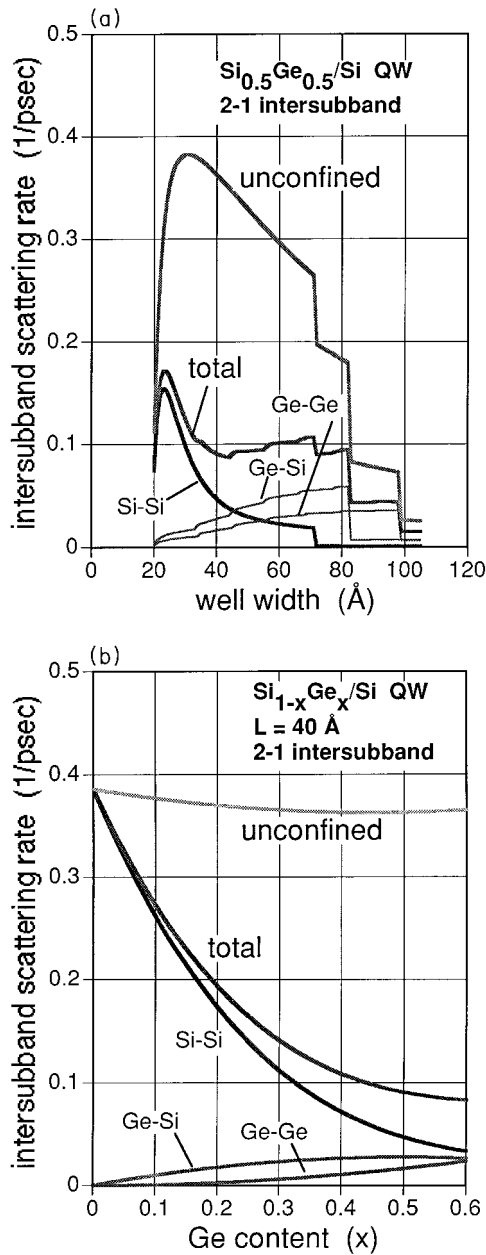 (a)
0.5
Si0.5Ge0.5/Si QW
2-1 intersubband
0.4
unconfined
0.3
0.2
total
Ge-Ge
0.1
Ge-Si
Si-Si
0
0 20 40 60 80 100 120
well width (Å)
intersubband scattering rate (1/psec)
(b)
0.5
Si1-xGex/Si QW
L = 40 Å
2-1 intersubband
0.4
unconfined
0.3
total
0.2
Si-Si
0.1
Ge-Si
Ge-Ge
0
0 0.1 0.2 0.3 0.4 0.5 0.6
Ge content (x)
intersubband scattering rate (1/psec)